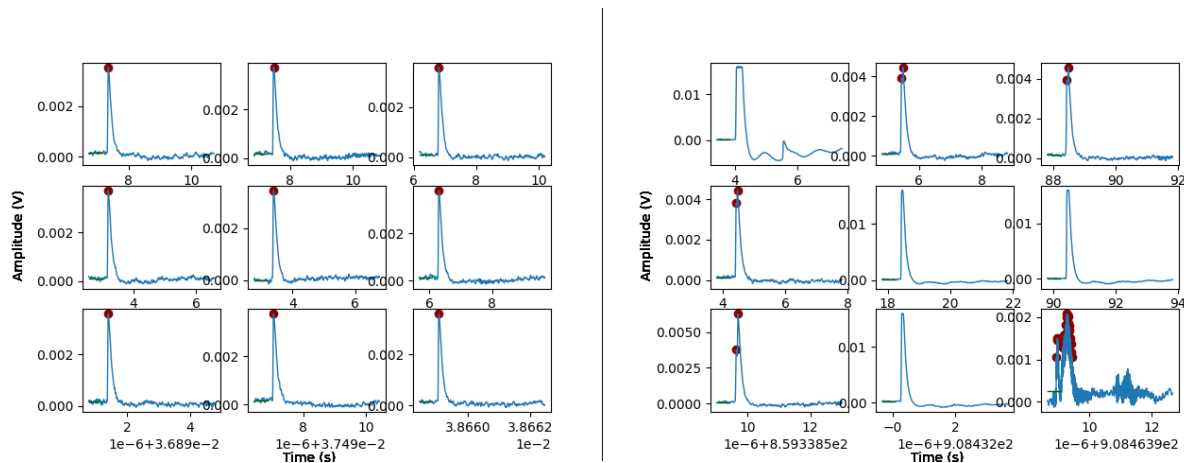 0.002 0.002 0.002 0.01 0.004 0.004
0.002 0.002
0.000 0.000 0.000 0.00 0.000 0.000
8 10 8 10 6 8 10 4 6 6 8 88 90 92
Amplitude (V)
0.002 0.002 0.002
0.000 0.000 0.000
4 6 4 6 6 8
Amplitude (V)
0.004 0.01 0.01
0.002
0.000 0.00 0.00
4 6 8 18 20 22 90 92 94
0.002 0.002 0.002
0.000 0.000 0.000
2 4 8 10 3.8660 3.8662
1e-6+3.689e-2 1e-6+3.749e-2 1e-2
Time (s)
0.0050 0.01 0.002
0.0025 0.001
0.0000 0.00 0.000
10 12 −0 2 10 12
1e-6+8.593385e2 1e-6+9.08432e2 1e-6+9.084639e2
Time (s)